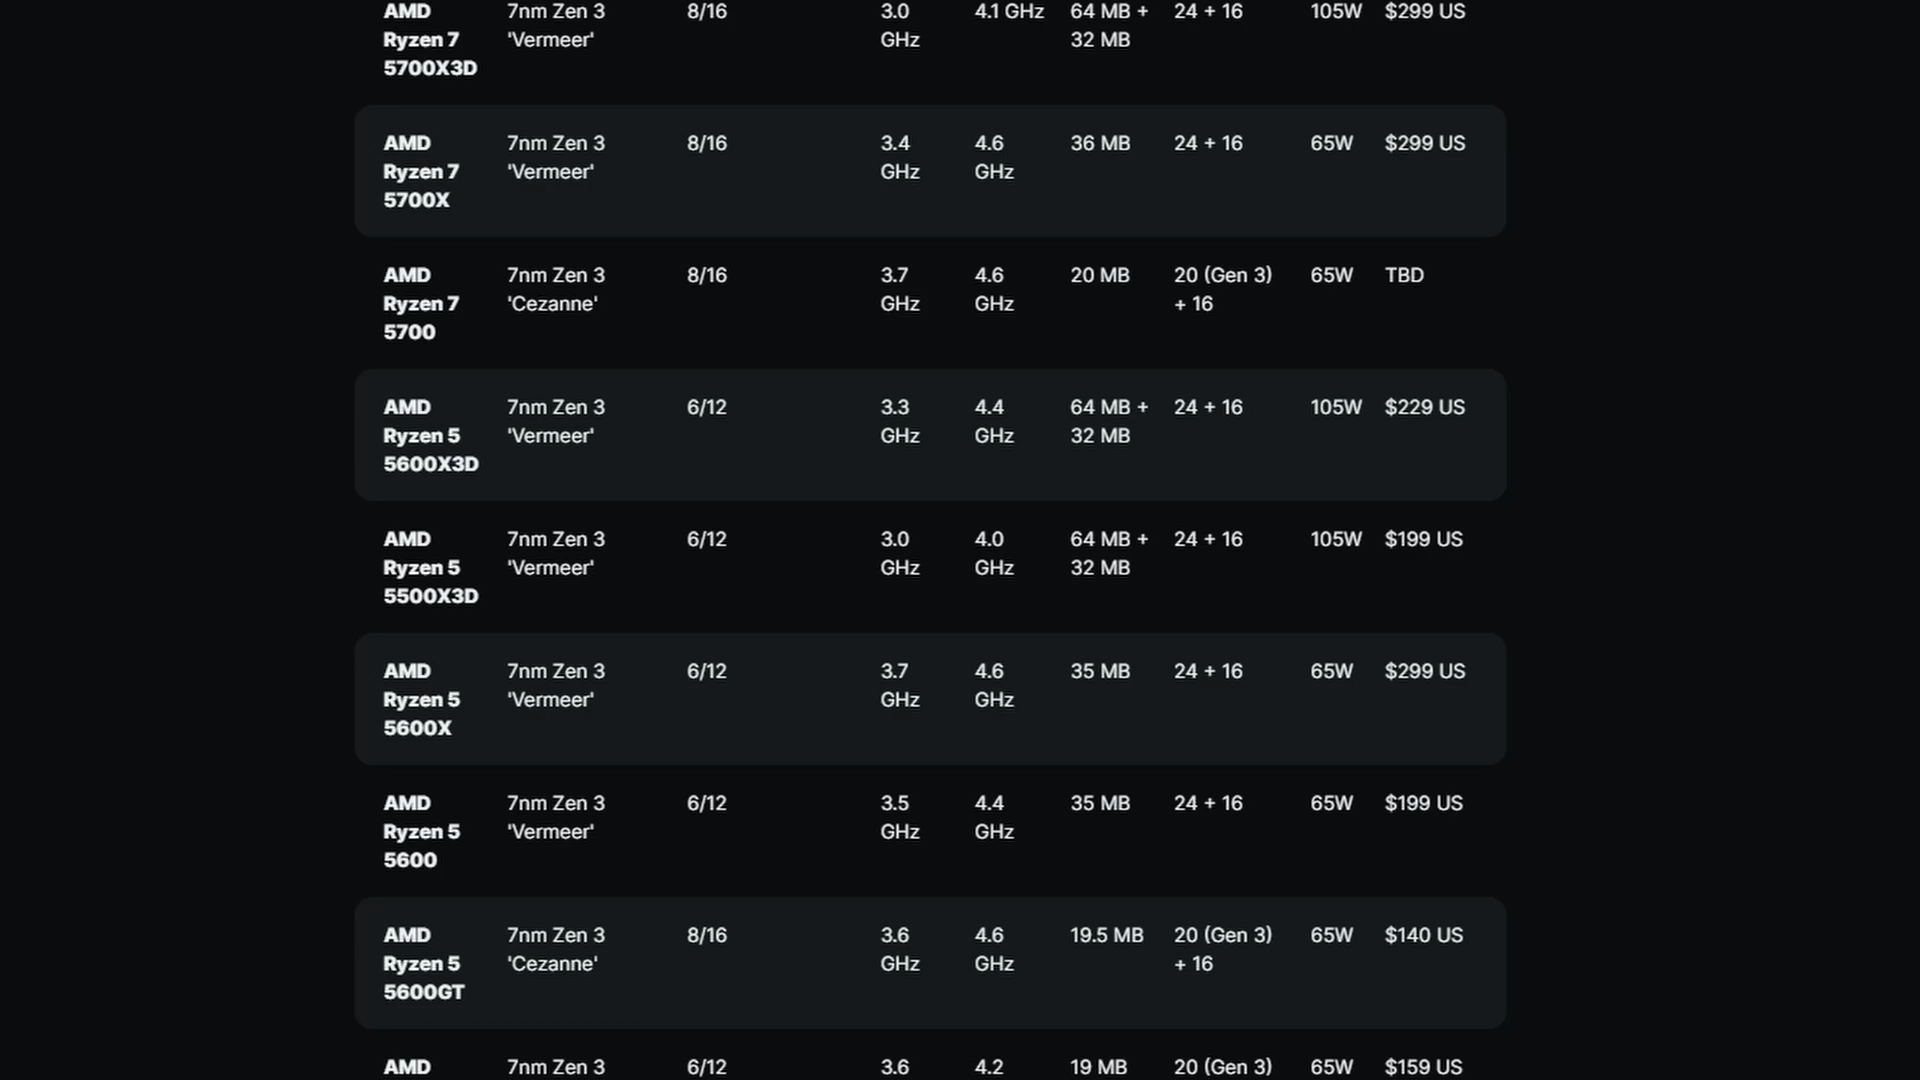 AMD 7nm Zen 3 8/16 3.0 4.1 GHz 64 MB + 24 + 16 105W $299 US
Ryzen 7 'Vermeer' GHz 32 MB
5700X3D
AMD 7nm Zen 3 8/16 3.4 4.6 36 MB 24 + 16 65W $299 US
Ryzen 7 'Vermeer' GHz GHz
5700X
AMD 7nm Zen 3 8/16 3.7 4.6 20 MB 20 (Gen 3) 65W TBD
Ryzen 7 'Cezanne' GHz GHz + 16
5700
AMD 7nm Zen 3 6/12 3.3 4.4 64 MB + 24 + 16 105W $229 US
Ryzen 5 'Vermeer' GHz GHz 32 MB
5600X3D
AMD 7nm Zen 3 6/12 3.0 4.0 64 MB + 24 + 16 105W $199 US
Ryzen 5 'Vermeer' GHz GHz 32 MB
5500X3D
AMD 7nm Zen 3 6/12 3.7 4.6 35 MB 24 + 16 65W $299 US
Ryzen 5 'Vermeer' GHz GHz
5600X
AMD 7nm Zen 3 6/12 3.5 4.4 35 MB 24 + 16 65W $199 US
Ryzen 5 'Vermeer' GHz GHz
5600
AMD 7nm Zen 3 8/16 3.6 4.6 19.5 MB 20 (Gen 3) 65W $140 US
Ryzen 5 'Cezanne' GHz GHz + 16
5600GT
AMD 7nm Zen 3 6/12 3.6 4.2 19 MB 20 (Gen 3) 65W $159 US